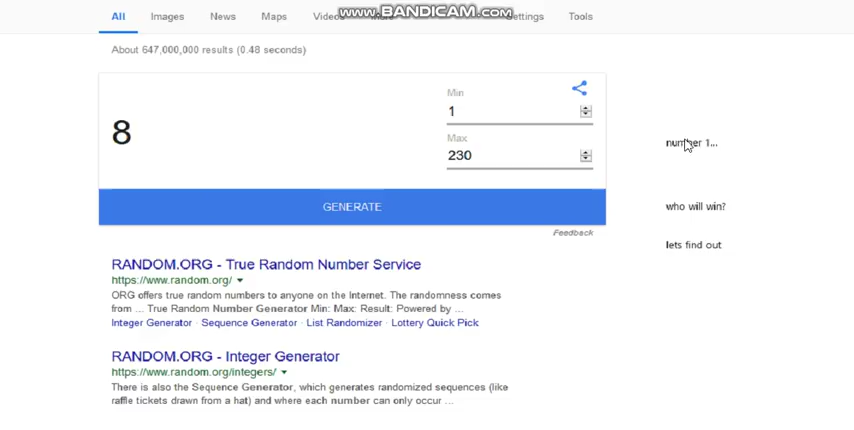 www.BANDICAM.com
All Images News Maps Videos More Settings Tools
About 647,000,000 results (0.48 seconds)
8
Min
1
Max
230
GENERATE
Feedback
number 1...
who will win?
lets find out
RANDOM.ORG - True Random Number Service
https://www.random.org/
ORG offers true random numbers to anyone on the Internet. The randomness comes
from ... True Random Number Generator Min: Max: Result: Powered by ...
Integer Generator · Sequence Generator · List Randomizer · Lottery Quick Pick
RANDOM.ORG - Integer Generator
https://www.random.org/integers/
There is also the Sequence Generator, which generates randomized sequences (like
raffle tickets drawn from a hat) and where each number can only occur ...